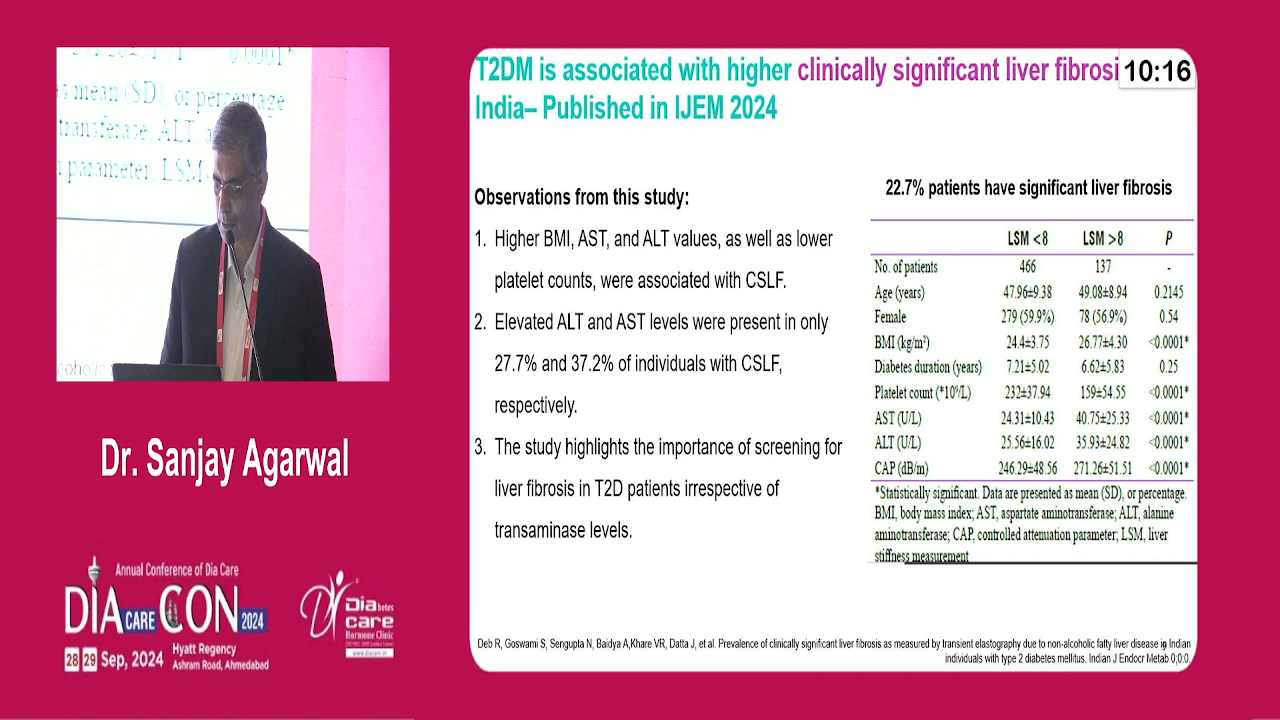 T2DM is associated with higher clinically significant liver fibrosi
10:16
India– Published in IJEM 2024
Observations from this study:
1. Higher BMI, AST, and ALT values, as well as lower
platelet counts, were associated with CSLF.
2. Elevated ALT and AST levels were present in only
27.7% and 37.2% of individuals with CSLF,
respectively.
3. The study highlights the importance of screening for
liver fibrosis in T2D patients irrespective of
transaminase levels.
22.7% patients have significant liver fibrosis
LSM <8 LSM >8 P
No. of patients 466 137 -
Age (years) 47.96±9.38 49.08±8.94 0.2145
Female 279 (59.9%) 78 (56.9%) 0.54
BMI (kg/m²) 24.4±3.75 26.77±4.30 <0.0001*
Diabetes duration (years) 7.21±5.02 6.62±5.83 0.25
Platelet count (*10⁹/L) 232±37.94 159±54.55 <0.0001*
AST (U/L) 24.31±10.43 40.75±25.33 <0.0001*
ALT (U/L) 25.56±16.02 35.93±24.82 <0.0001*
CAP (dB/m) 246.29±48.56 271.26±51.51 <0.0001*
*Statistically significant. Data are presented as mean (SD), or percentage.
BMI, body mass index; AST, aspartate aminotransferase; ALT, alanine
aminotransferase; CAP, controlled attenuation parameter; LSM, liver
stiffness measurement
Deb R, Goswami S, Sengupta N, Baidya A,Khare VR, Datta J, et al. Prevalence of clinically significant liver fibrosis as measured by transient elastography due to non-alcoholic fatty liver disease in Indian
individuals with type 2 diabetes mellitus. Indian J Endocr Metab 0;0:0.
s mean (SD), or percentage
transferase, ALT, a
parameter, LSM
coholic
Dr. Sanjay Agarwal
Annual Conference of Dia Care
DIA CARE CON 2024
28 29 Sep, 2024
Hyatt Regency
Ashram Road, Ahmedabad
Diabetes
care
Hormone Clinic
www.diacare.in